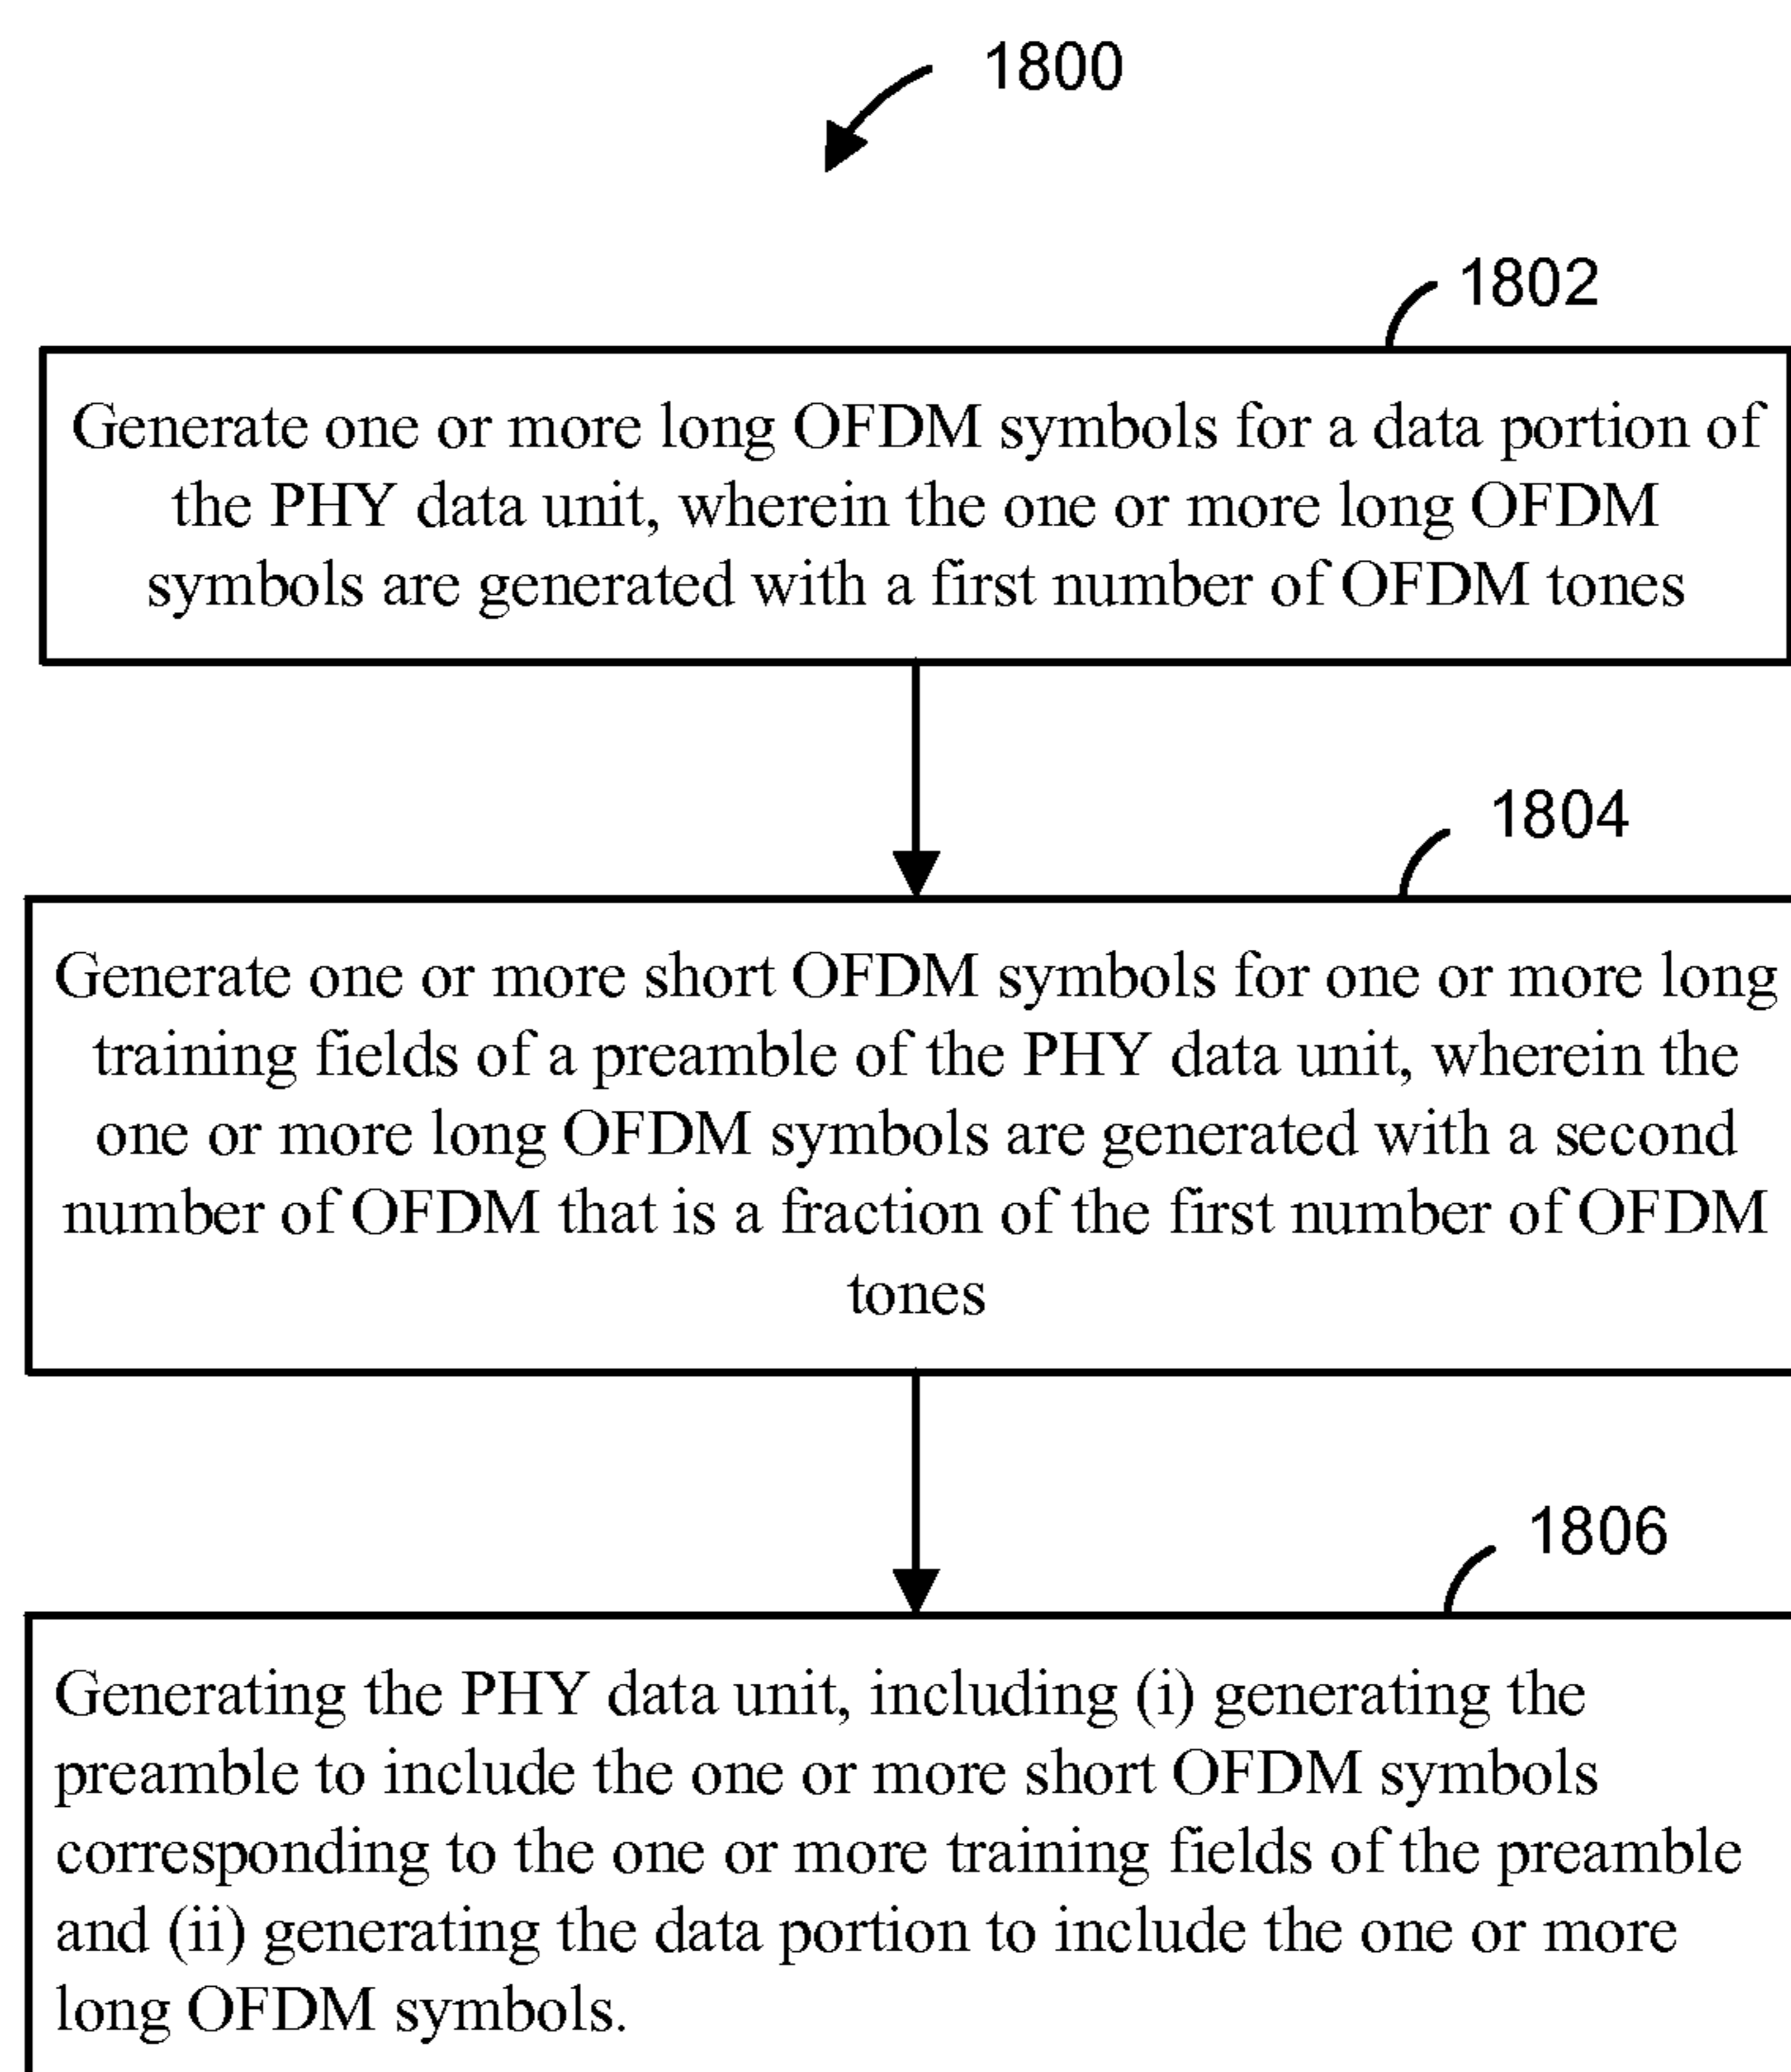 1800
1802
Generate one or more long OFDM symbols for a data portion of
the PHY data unit, wherein the one or more long OFDM
symbols are generated with a first number of OFDM tones
1804
Generate one or more short OFDM symbols for one or more long
training fields of a preamble of the PHY data unit, wherein the
one or more long OFDM symbols are generated with a second
number of OFDM that is a fraction of the first number of OFDM
tones
1806
Generating the PHY data unit, including (i) generating the
preamble to include the one or more short OFDM symbols
corresponding to the one or more training fields of the preamble
and (ii) generating the data portion to include the one or more
long OFDM symbols.